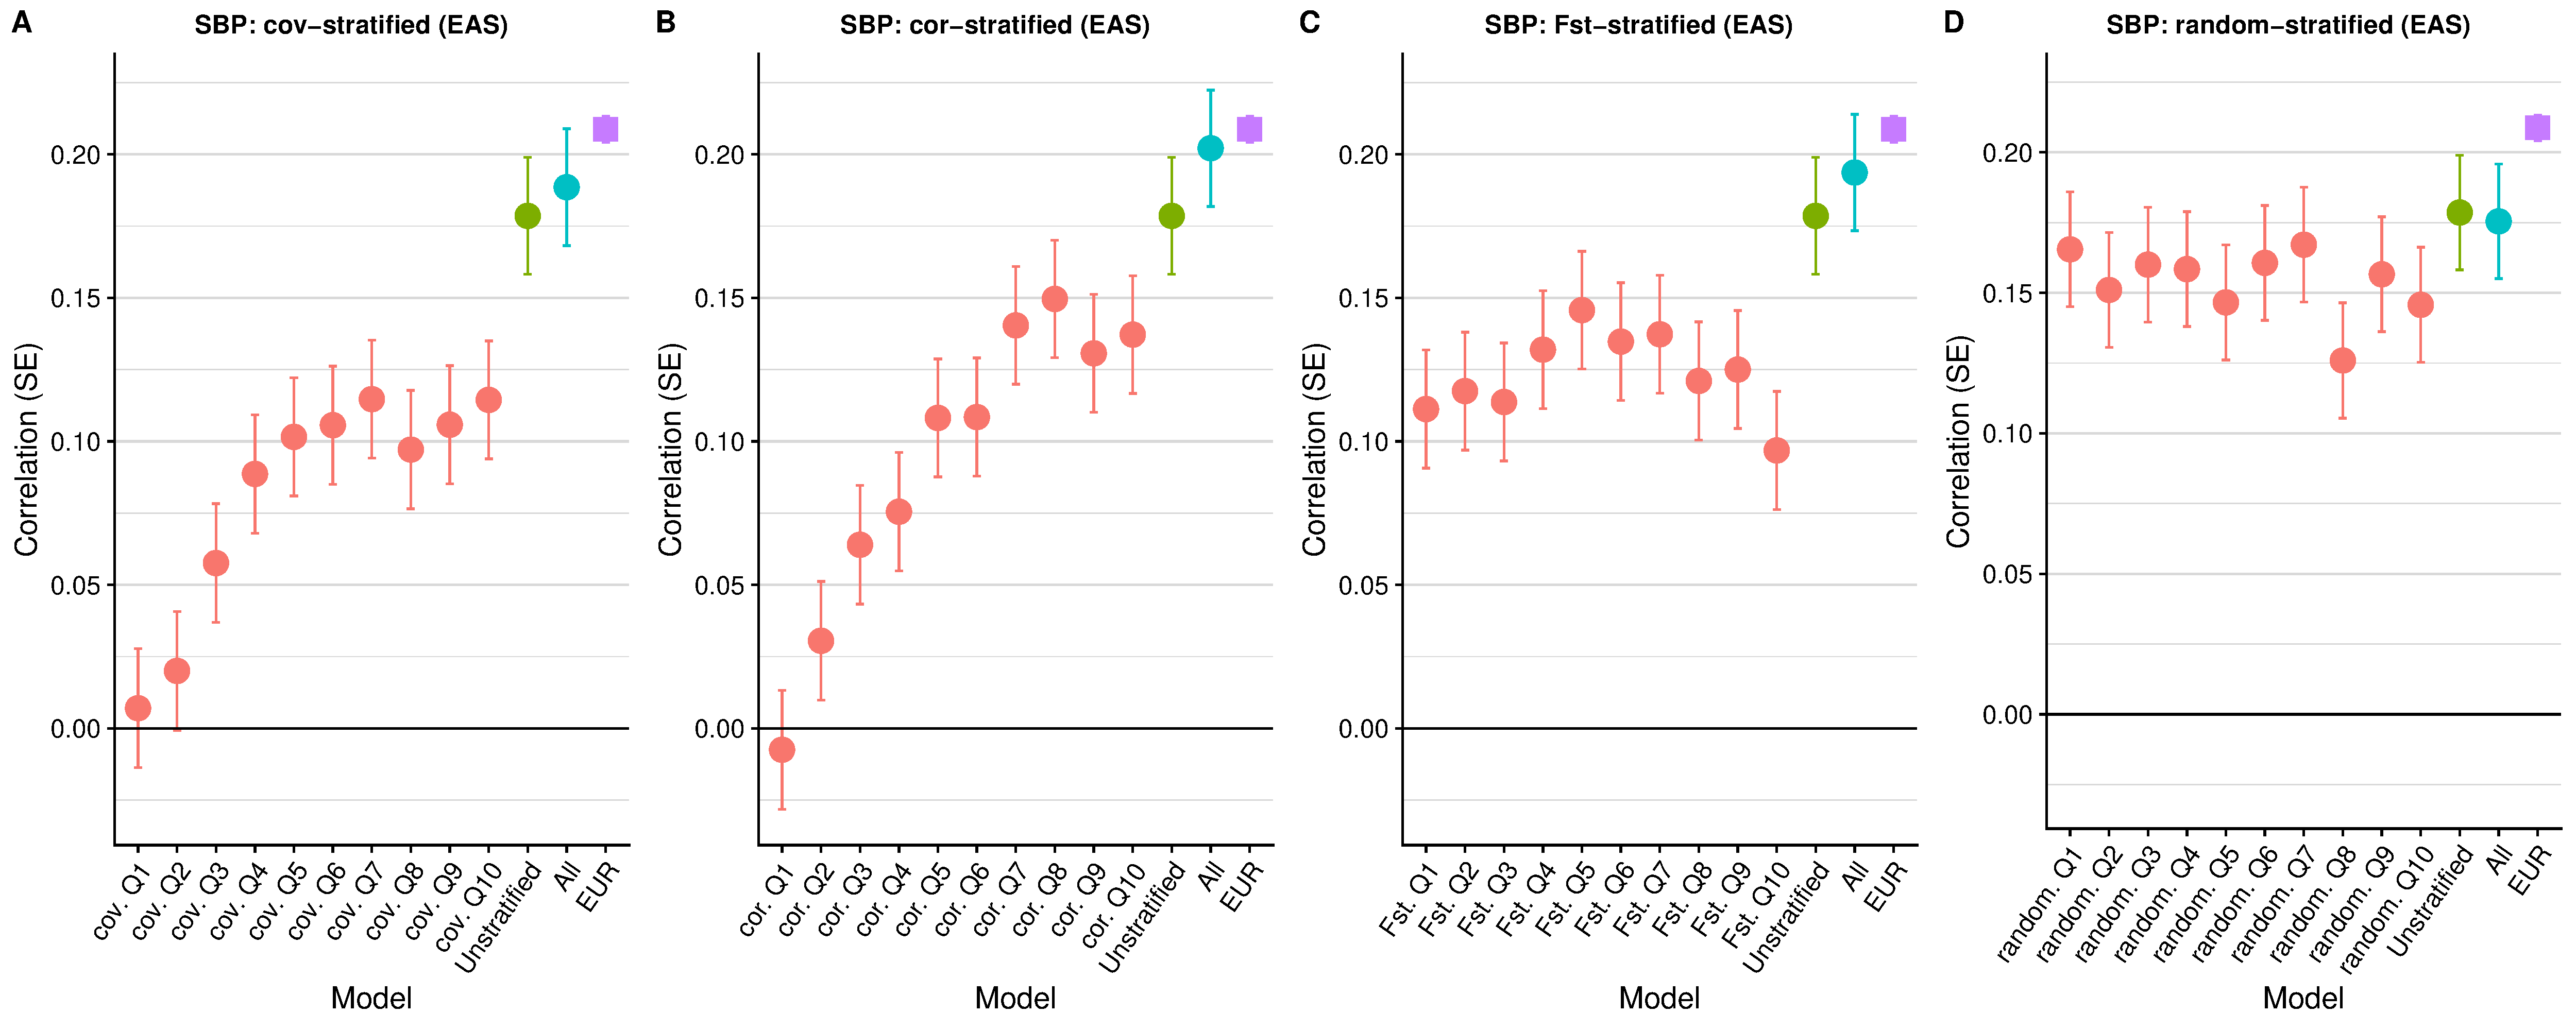 A
SBP: cov−stratified (EAS)
Correlation (SE)
0.20
0.15
0.10
0.05
0.00
cov. Q1
cov. Q2
cov. Q3
cov. Q4
cov. Q5
cov. Q6
cov. Q7
cov. Q8
cov. Q9
cov. Q10
Unstratified
All
EUR
Model
B
SBP: cor−stratified (EAS)
Correlation (SE)
0.20
0.15
0.10
0.05
0.00
cor. Q1
cor. Q2
cor. Q3
cor. Q4
cor. Q5
cor. Q6
cor. Q7
cor. Q8
cor. Q9
cor. Q10
Unstratified
All
EUR
Model
C
SBP: Fst−stratified (EAS)
Correlation (SE)
0.20
0.15
0.10
0.05
0.00
Fst. Q1
Fst. Q2
Fst. Q3
Fst. Q4
Fst. Q5
Fst. Q6
Fst. Q7
Fst. Q8
Fst. Q9
Fst. Q10
Unstratified
All
EUR
Model
D
SBP: random−stratified (EAS)
Correlation (SE)
0.20
0.15
0.10
0.05
0.00
random. Q1
random. Q2
random. Q3
random. Q4
random. Q5
random. Q6
random. Q7
random. Q8
random. Q9
random. Q10
Unstratified
All
EUR
Model